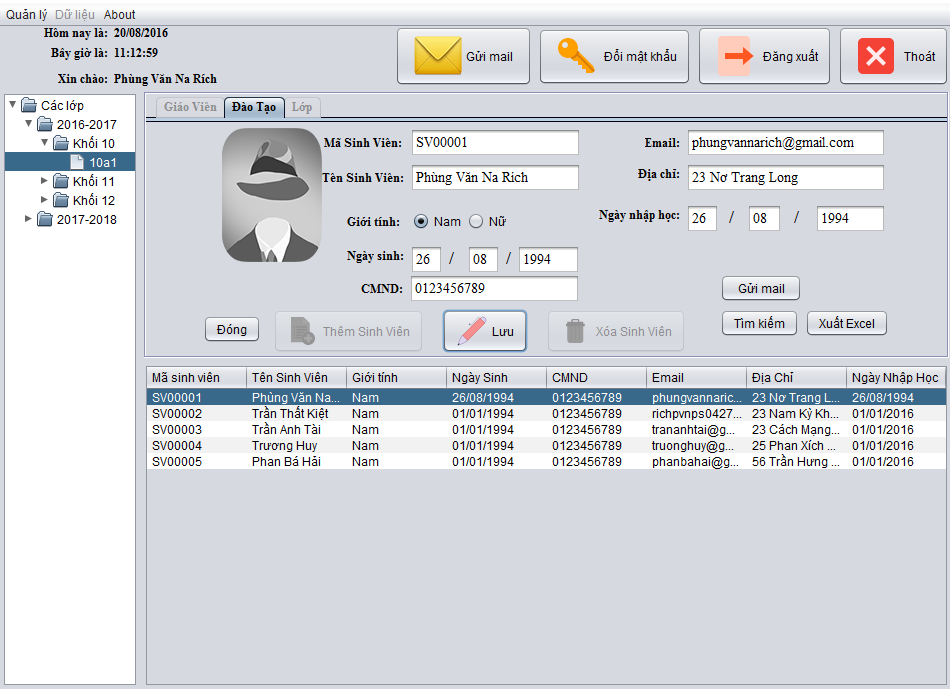 Quản lý Dữ liệu About
Hôm nay là: 20/08/2016
Bây giờ là: 11:12:59
Xin chào: Phùng Văn Na Rich
Gửi mail
Đổi mật khẩu
Đăng xuất
Thoát
Các lớp
2016-2017
Khối 10
10a1
Khối 11
Khối 12
2017-2018
Giáo Viên Đào Tạo Lớp
Mã Sinh Viên: SV00001
Tên Sinh Viên: Phùng Văn Na Rich
Giới tính: Nam Nữ
Ngày sinh: 26 / 08 / 1994
CMND: 0123456789
Email: phungvannarich@gmail.com
Địa chỉ: 23 Nơ Trang Long
Ngày nhập học: 26 / 08 / 1994
Gửi mail
Tìm kiếm Xuất Excel
Đóng Thêm Sinh Viên Lưu Xóa Sinh Viên
Mã sinh viên Tên Sinh Viên Giới tính Ngày Sinh CMND Email Địa Chỉ Ngày Nhập Học
SV00001 Phùng Văn Na... Nam 26/08/1994 0123456789 phungvannaric... 23 Nơ Trang L... 26/08/1994
SV00002 Trần Thất Kiệt Nam 01/01/1994 0123456789 richpvnps0427... 23 Nam Kỳ Kh... 01/01/2016
SV00003 Trần Anh Tài Nam 01/01/1994 0123456789 trananhtai@g... 23 Cách Mạng... 01/01/2016
SV00004 Trương Huy Nam 01/01/1994 0123456789 truonghuy@g... 25 Phan Xích ... 01/01/2016
SV00005 Phan Bá Hải Nam 01/01/1994 0123456789 phanbahai@g... 56 Trần Hưng ... 01/01/2016